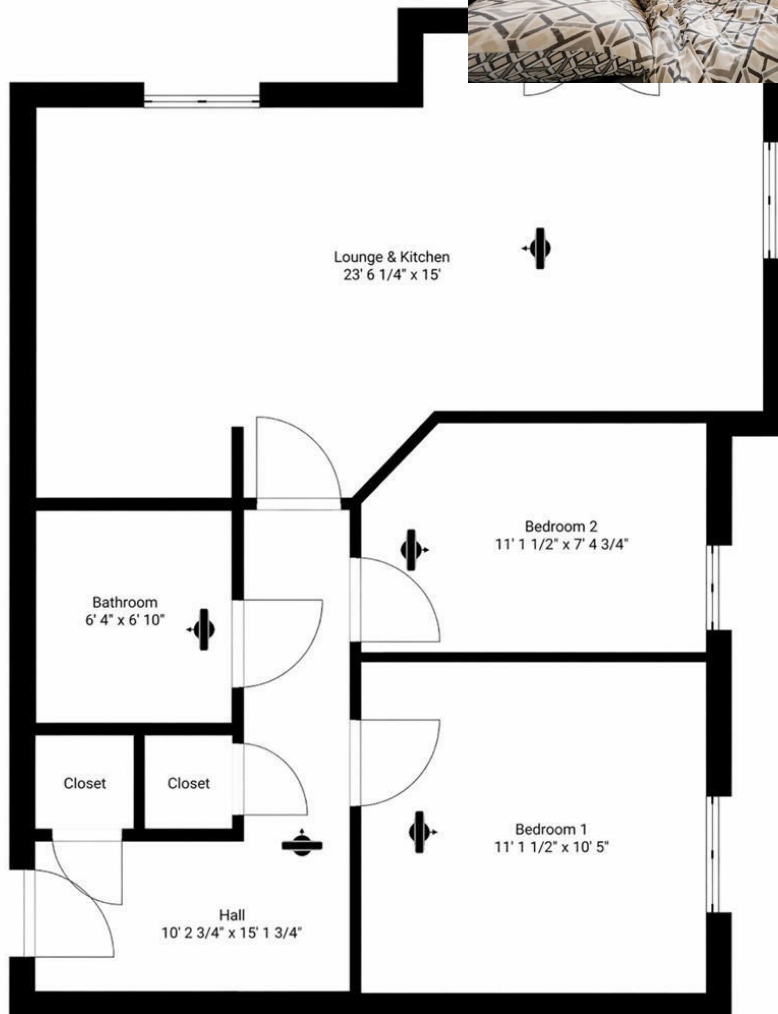 Lounge & Kitchen
23' 6 1/4" x 15'
Bedroom 2
11' 1 1/2" x 7' 4 3/4"
Bathroom
6' 4" x 6' 10"
Closet
Closet
Bedroom 1
11' 1 1/2" x 10' 5"
Hall
10' 2 3/4" x 15' 1 3/4"